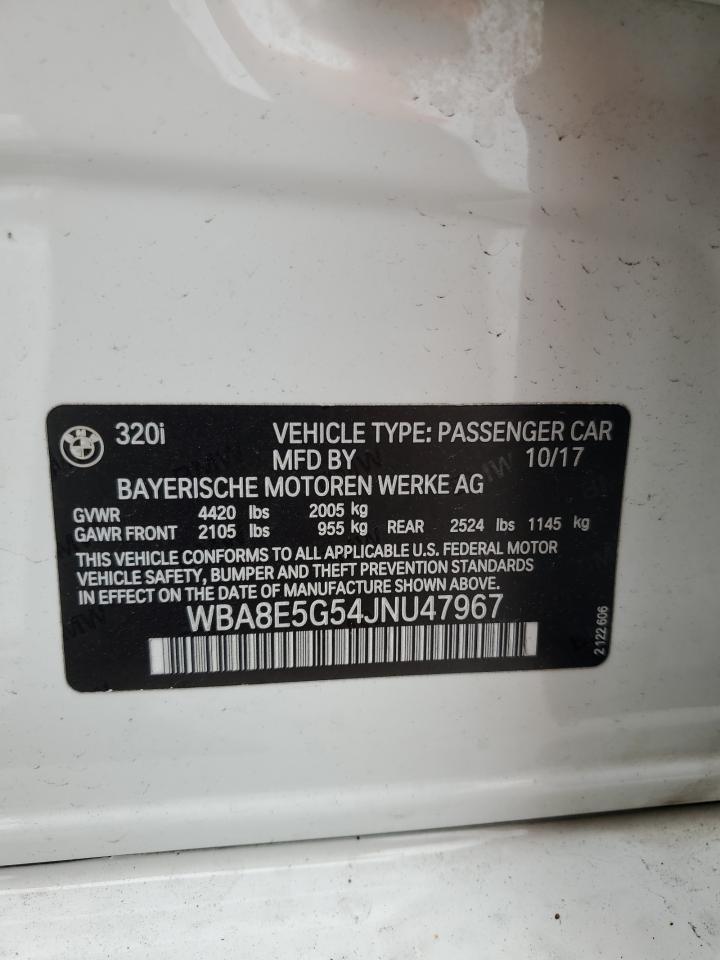 320i VEHICLE TYPE: PASSENGER CAR
MFD BY 10/17
BAYERISCHE MOTOREN WERKE AG
GVWR 4420 lbs 2005 kg
GAWR FRONT 2105 lbs 955 kg REAR 2524 lbs 1145 kg
THIS VEHICLE CONFORMS TO ALL APPLICABLE U.S. FEDERAL MOTOR
VEHICLE SAFETY, BUMPER AND THEFT PREVENTION STANDARDS
IN EFFECT ON THE DATE OF MANUFACTURE SHOWN ABOVE.
WBA8E5G54JNU47967
2 122 606